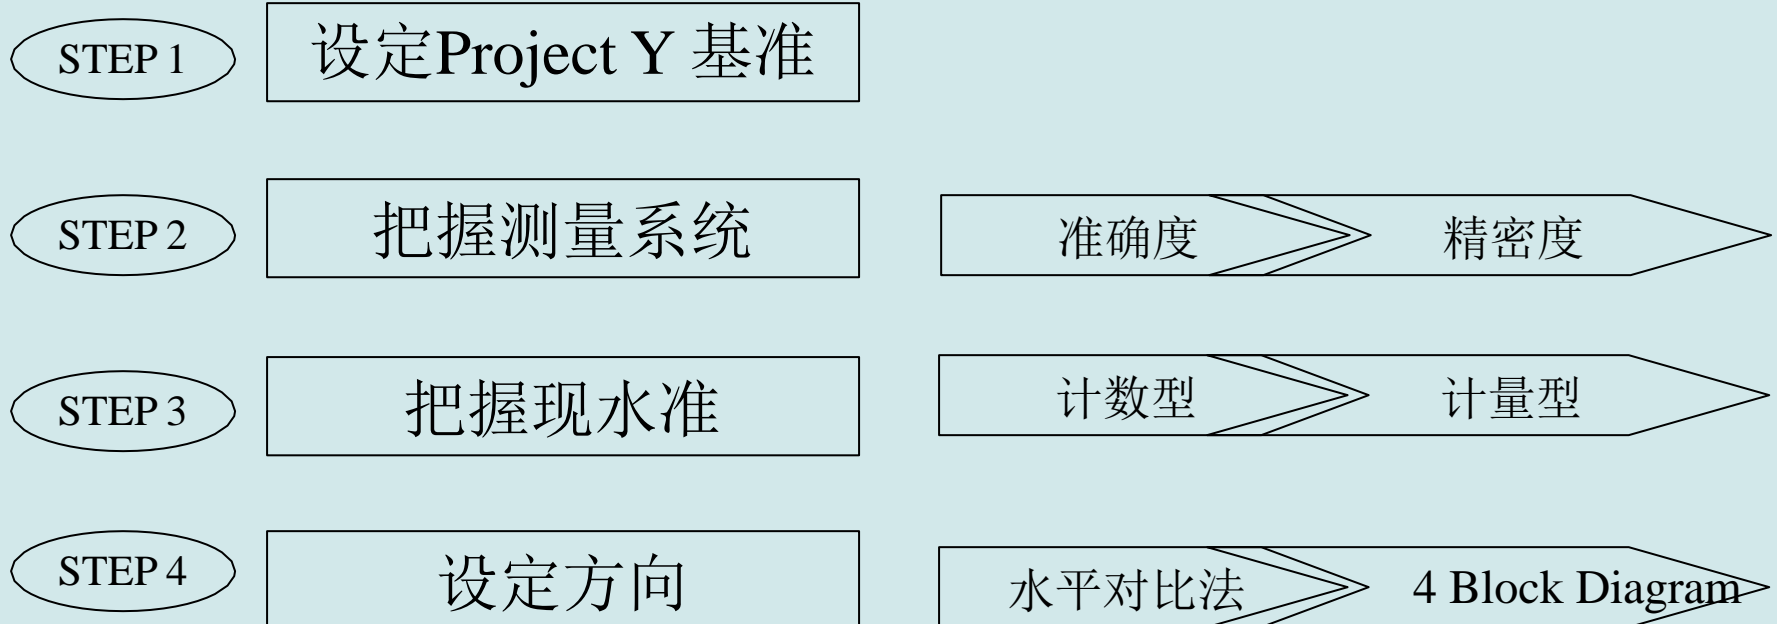 STEP 1
设定Project Y 基准
STEP 2
把握测量系统
准确度
精密度
STEP 3
把握现水准
计数型
计量型
STEP 4
设定方向
水平对比法
4 Block Diagram